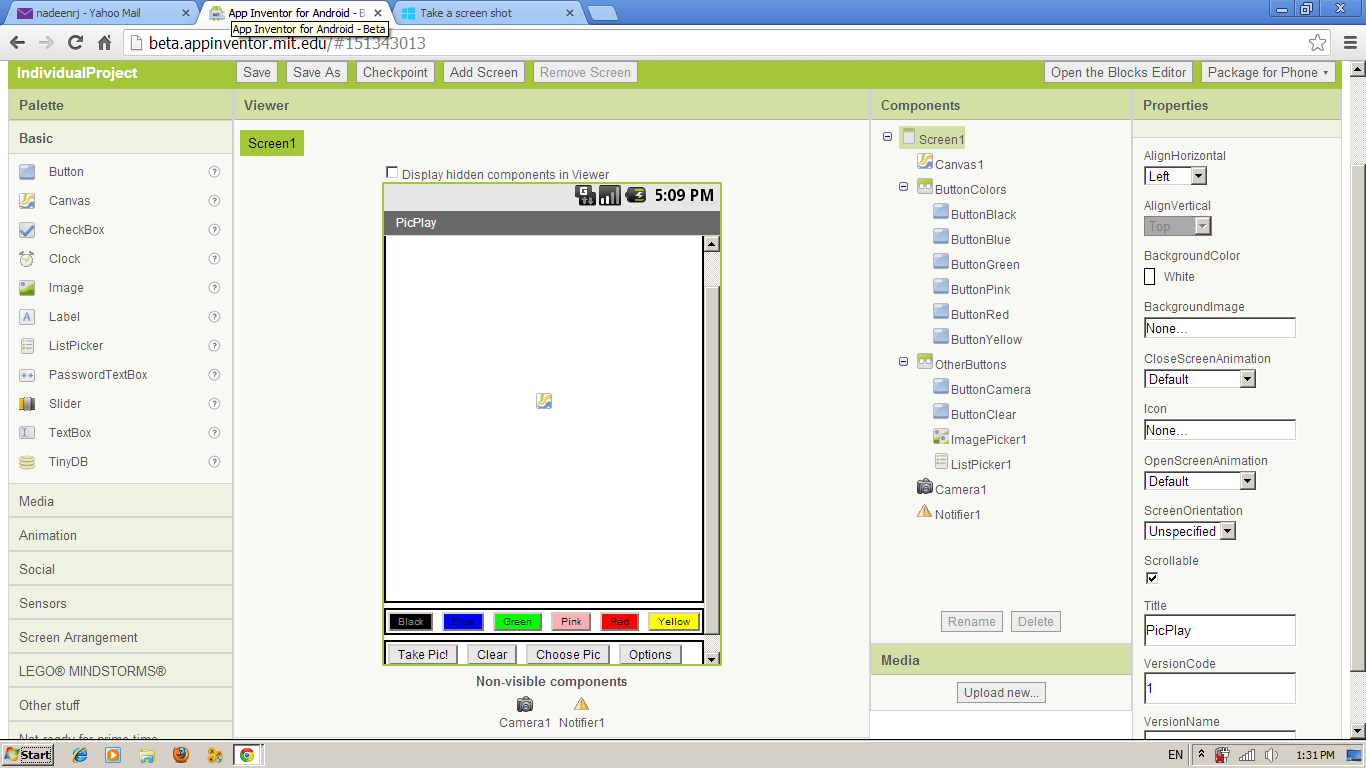 nadeenrj - Yahoo Mail
App Inventor for Android - B
Take a screen shot
App Inventor for Android - Beta
beta.appinventor.mit.edu/#151343013
IndividualProject
Save
Save As
Checkpoint
Add Screen
Remove Screen
Open the Blocks Editor
Package for Phone
Palette
Basic
Button
Canvas
CheckBox
Clock
Image
Label
ListPicker
PasswordTextBox
Slider
TextBox
TinyDB
Media
Animation
Social
Sensors
Screen Arrangement
LEGO® MINDSTORMS®
Other stuff
Not ready for prime time
Viewer
Screen1
Display hidden components in Viewer
5:09 PM
PicPlay
Black
Blue
Green
Pink
Red
Yellow
Take Pic!
Clear
Choose Pic
Options
Non-visible components
Camera1
Notifier1
Components
Screen1
Canvas1
ButtonColors
ButtonBlack
ButtonBlue
ButtonGreen
ButtonPink
ButtonRed
ButtonYellow
OtherButtons
ButtonCamera
ButtonClear
ImagePicker1
ListPicker1
Camera1
Notifier1
Rename
Delete
Media
Upload new...
Properties
AlignHorizontal
Left
AlignVertical
Top
BackgroundColor
White
BackgroundImage
None...
CloseScreenAnimation
Default
Icon
None...
OpenScreenAnimation
Default
ScreenOrientation
Unspecified
Scrollable
Title
PicPlay
VersionCode
1
VersionName
Start
EN
1:31 PM